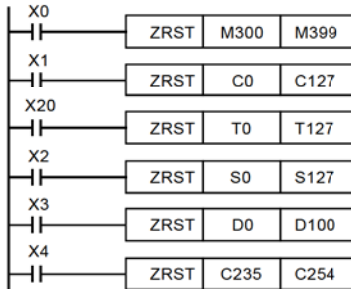 X0
ZRST M300 M399
X1
ZRST C0 C127
X20
ZRST T0 T127
X2
ZRST S0 S127
X3
ZRST D0 D100
X4
ZRST C235 C254